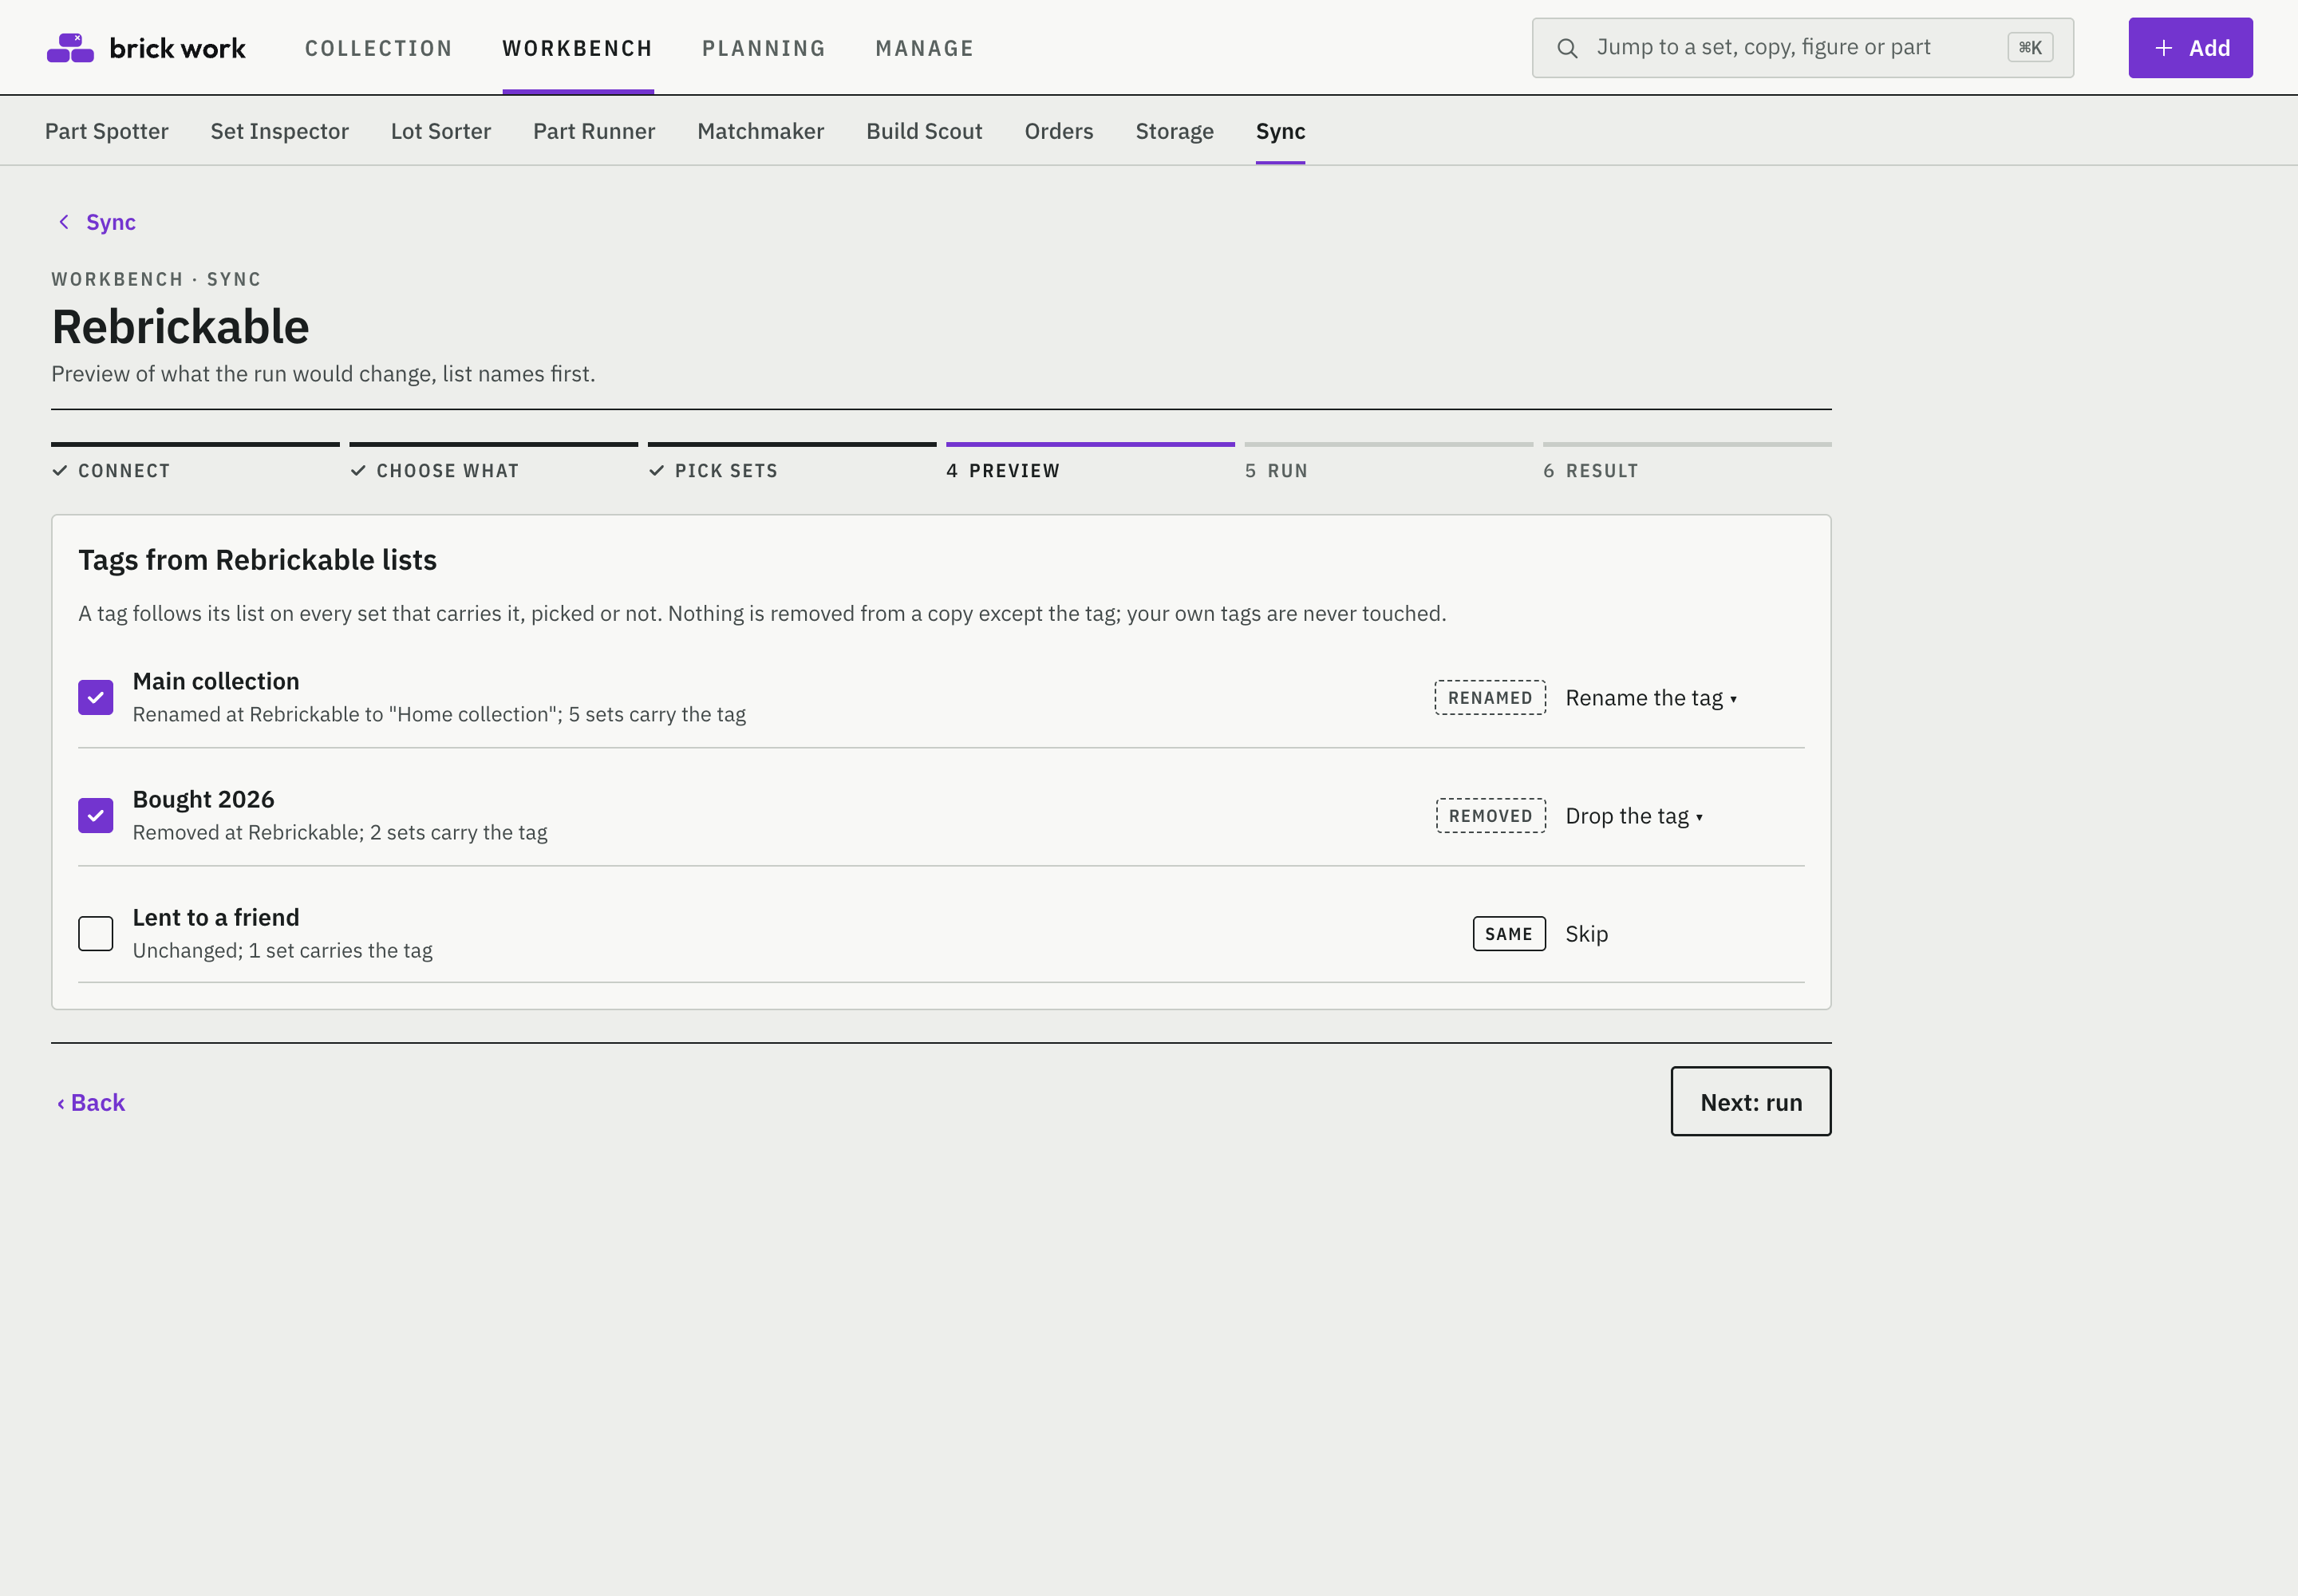 brick work
COLLECTION
WORKBENCH
PLANNING
MANAGE
Jump to a set, copy, figure or part
⌘K
+ Add
Part Spotter
Set Inspector
Lot Sorter
Part Runner
Matchmaker
Build Scout
Orders
Storage
Sync
‹ Sync
WORKBENCH · SYNC
Rebrickable
Preview of what the run would change, list names first.
✓ CONNECT
✓ CHOOSE WHAT
✓ PICK SETS
4 PREVIEW
5 RUN
6 RESULT
Tags from Rebrickable lists
A tag follows its list on every set that carries it, picked or not. Nothing is removed from a copy except the tag; your own tags are never touched.
Main collection
Renamed at Rebrickable to "Home collection"; 5 sets carry the tag
RENAMED
Rename the tag ▾
Bought 2026
Removed at Rebrickable; 2 sets carry the tag
REMOVED
Drop the tag ▾
Lent to a friend
Unchanged; 1 set carries the tag
SAME
Skip
‹ Back
Next: run